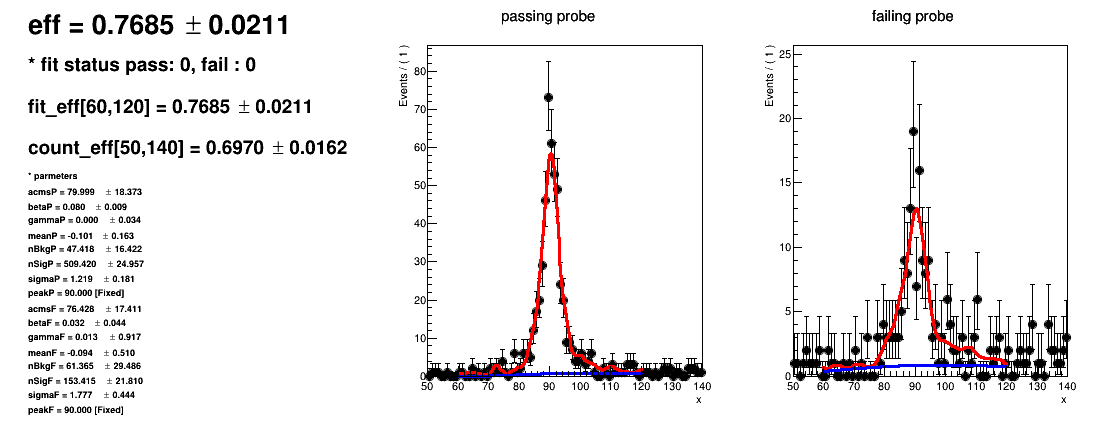 eff = 0.7685 ± 0.0211
* fit status pass: 0, fail : 0
fit_eff[60,120] = 0.7685 ± 0.0211
count_eff[50,140] = 0.6970 ± 0.0162
* parmeters
acmsP = 79.999 ± 18.373
betaP = 0.080 ± 0.009
gammaP = 0.000 ± 0.034
meanP = -0.101 ± 0.163
nBkgP = 47.418 ± 16.422
nSigP = 509.420 ± 24.957
sigmaP = 1.219 ± 0.181
peakP = 90.000 [Fixed]
acmsF = 76.428 ± 17.411
betaF = 0.032 ± 0.044
gammaF = 0.013 ± 0.917
meanF = -0.094 ± 0.510
nBkgF = 61.365 ± 29.486
nSigF = 153.415 ± 21.810
sigmaF = 1.777 ± 0.444
peakF = 90.000 [Fixed]
passing probe
Events / ( 1 )
80
70
60
50
40
30
20
10
0
50 60 70 80 90 100 110 120 130 140
x
failing probe
Events / ( 1 )
25
20
15
10
5
0
50 60 70 80 90 100 110 120 130 140
x